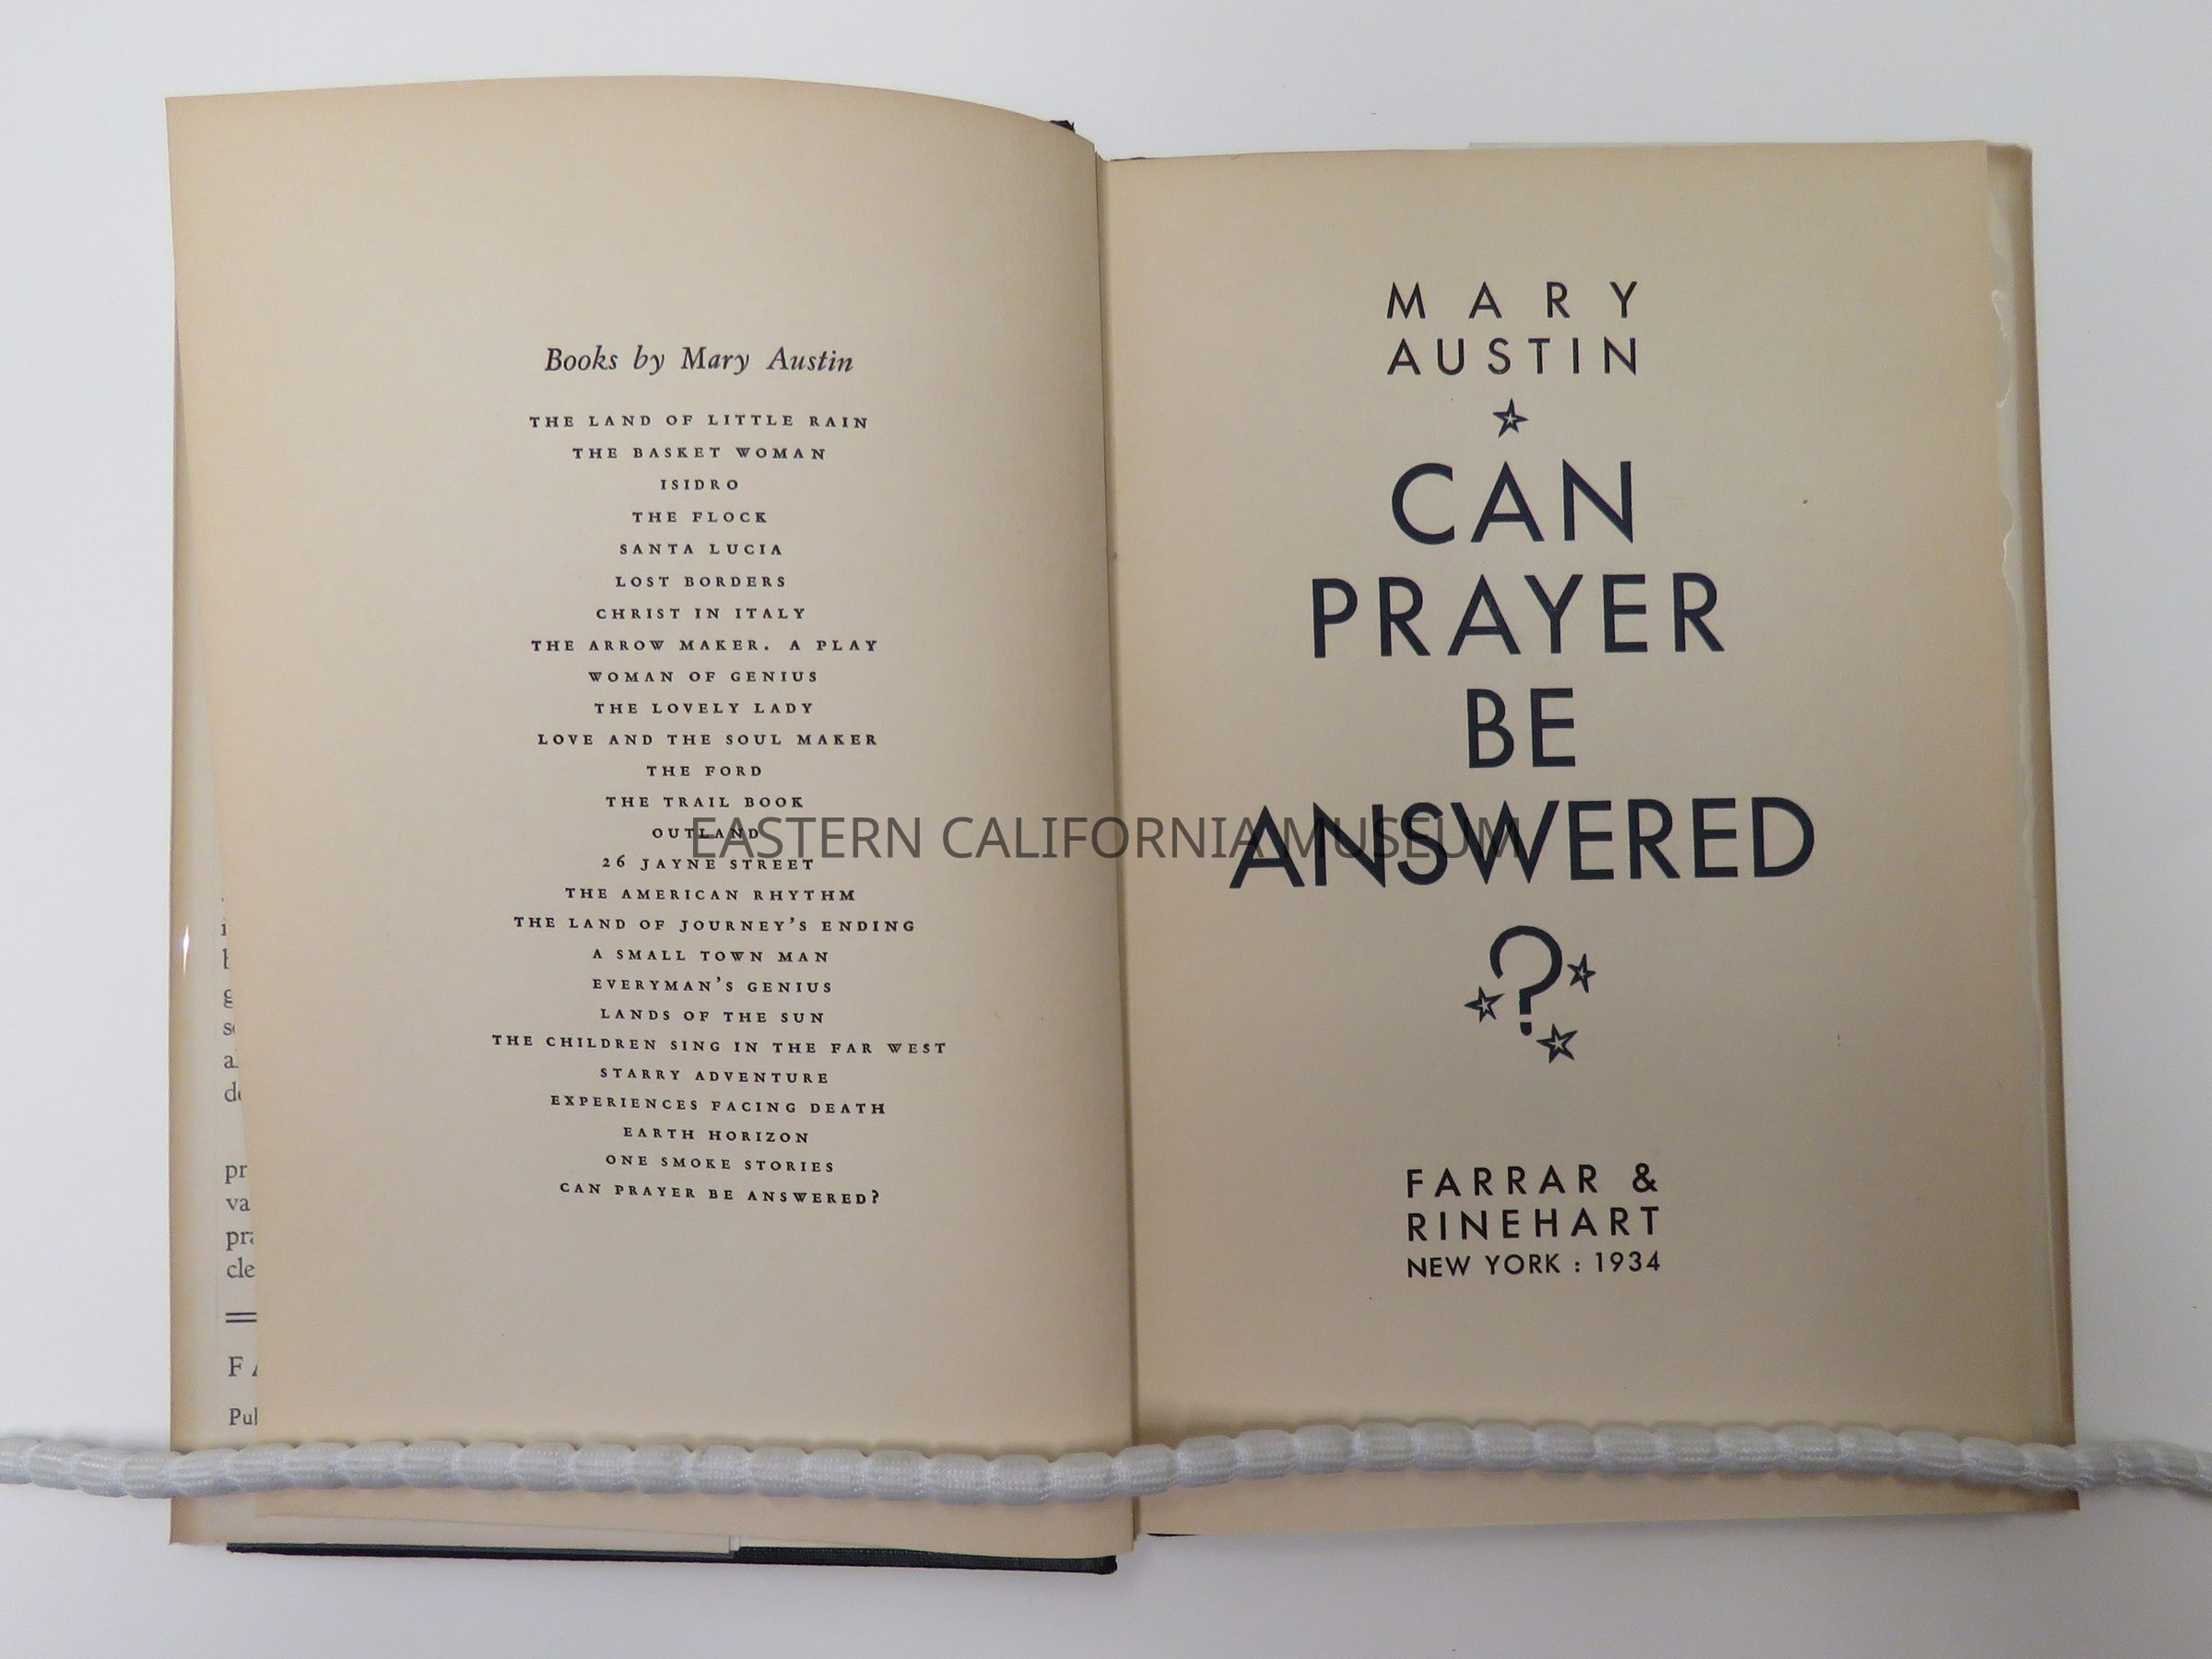 Books by Mary Austin
THE LAND OF LITTLE RAIN
THE BASKET WOMAN
ISIDRO
THE FLOCK
SANTA LUCIA
LOST BORDERS
CHRIST IN ITALY
THE ARROW MAKER. A PLAY
WOMAN OF GENIUS
THE LOVELY LADY
LOVE AND THE SOUL MAKER
THE FORD
THE TRAIL BOOK
OUTLAND
26 JAYNE STREET
THE AMERICAN RHYTHM
THE LAND OF JOURNEY'S ENDING
A SMALL TOWN MAN
EVERYMAN'S GENIUS
LANDS OF THE SUN
THE CHILDREN SING IN THE FAR WEST
STARRY ADVENTURE
EXPERIENCES FACING DEATH
EARTH HORIZON
ONE SMOKE STORIES
CAN PRAYER BE ANSWERED?
MARY
AUSTIN
CAN
PRAYER
BE
ANSWERED
?
FARRAR &
RINEHART
NEW YORK : 1934
EASTERN CALIFORNIA MUSEUM